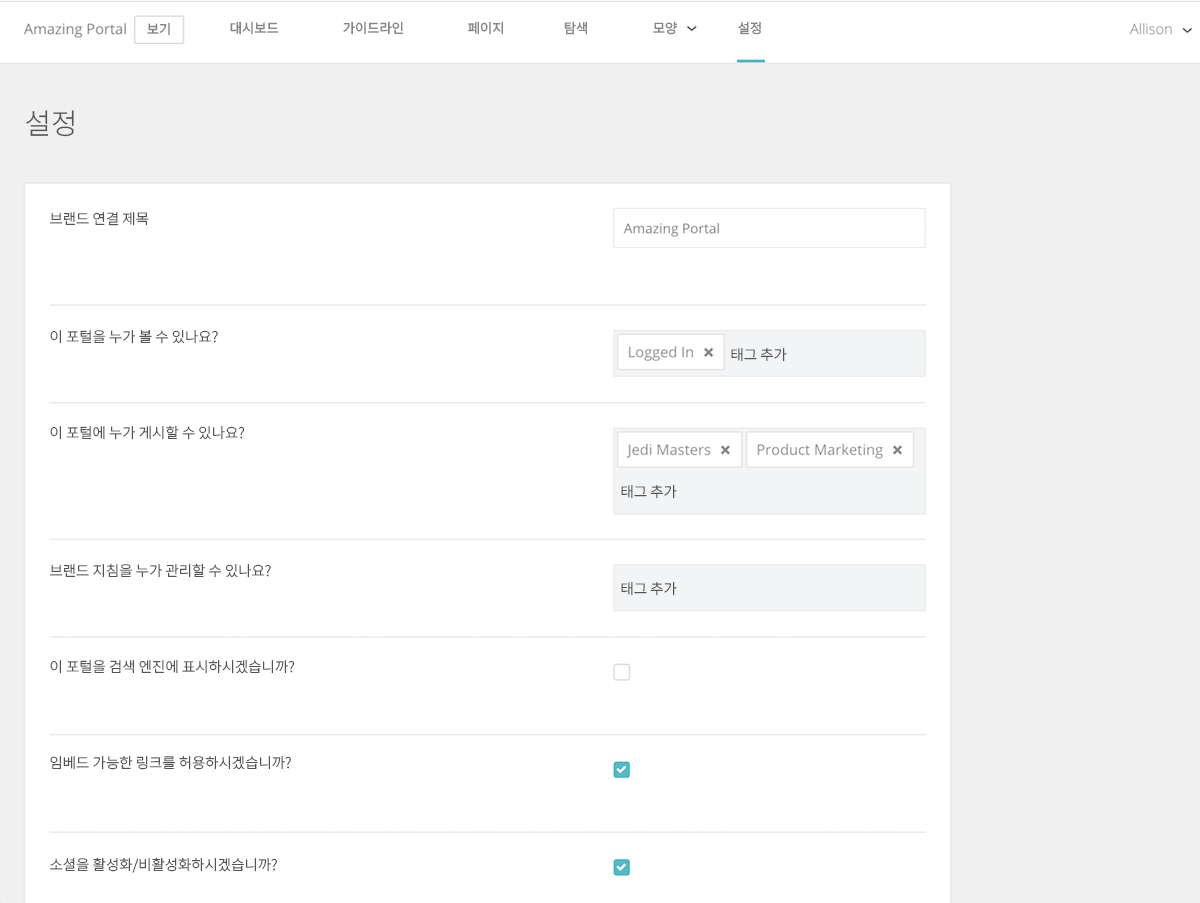 Amazing Portal 보기 대시보드 가이드라인 페이지 탐색 모양 설정 Allison
설정
브랜드 연결 제목 Amazing Portal
이 포털을 누가 볼 수 있나요? Logged In 태그 추가
이 포털에 누가 게시할 수 있나요? Jedi Masters Product Marketing
태그 추가
브랜드 지침을 누가 관리할 수 있나요? 태그 추가
이 포털을 검색 엔진에 표시하시겠습니까?
임베드 가능한 링크를 허용하시겠습니까?
소셜을 활성화/비활성화하시겠습니까?